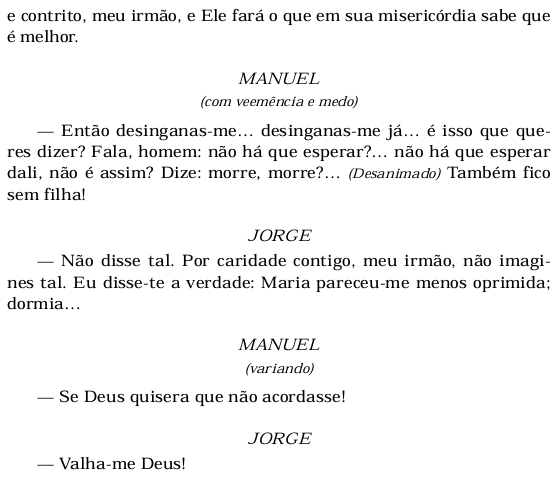 e contrito, meu irmão, e Ele fará o que em sua misericórdia sabe que
é melhor.
MANUEL
(com veemência e medo)
— Então desinganas-me… desinganas-me já… é isso que que-
res dizer? Fala, homem: não há que esperar?… não há que esperar
dali, não é assim? Dize: morre, morre?… (Desanimado) Também fico
sem filha!
JORGE
— Não disse tal. Por caridade contigo, meu irmão, não imagi-
nes tal. Eu disse-te a verdade: Maria pareceu-me menos oprimida;
dormia…
MANUEL
(variando)
— Se Deus quisera que não acordasse!
JORGE
— Valha-me Deus!